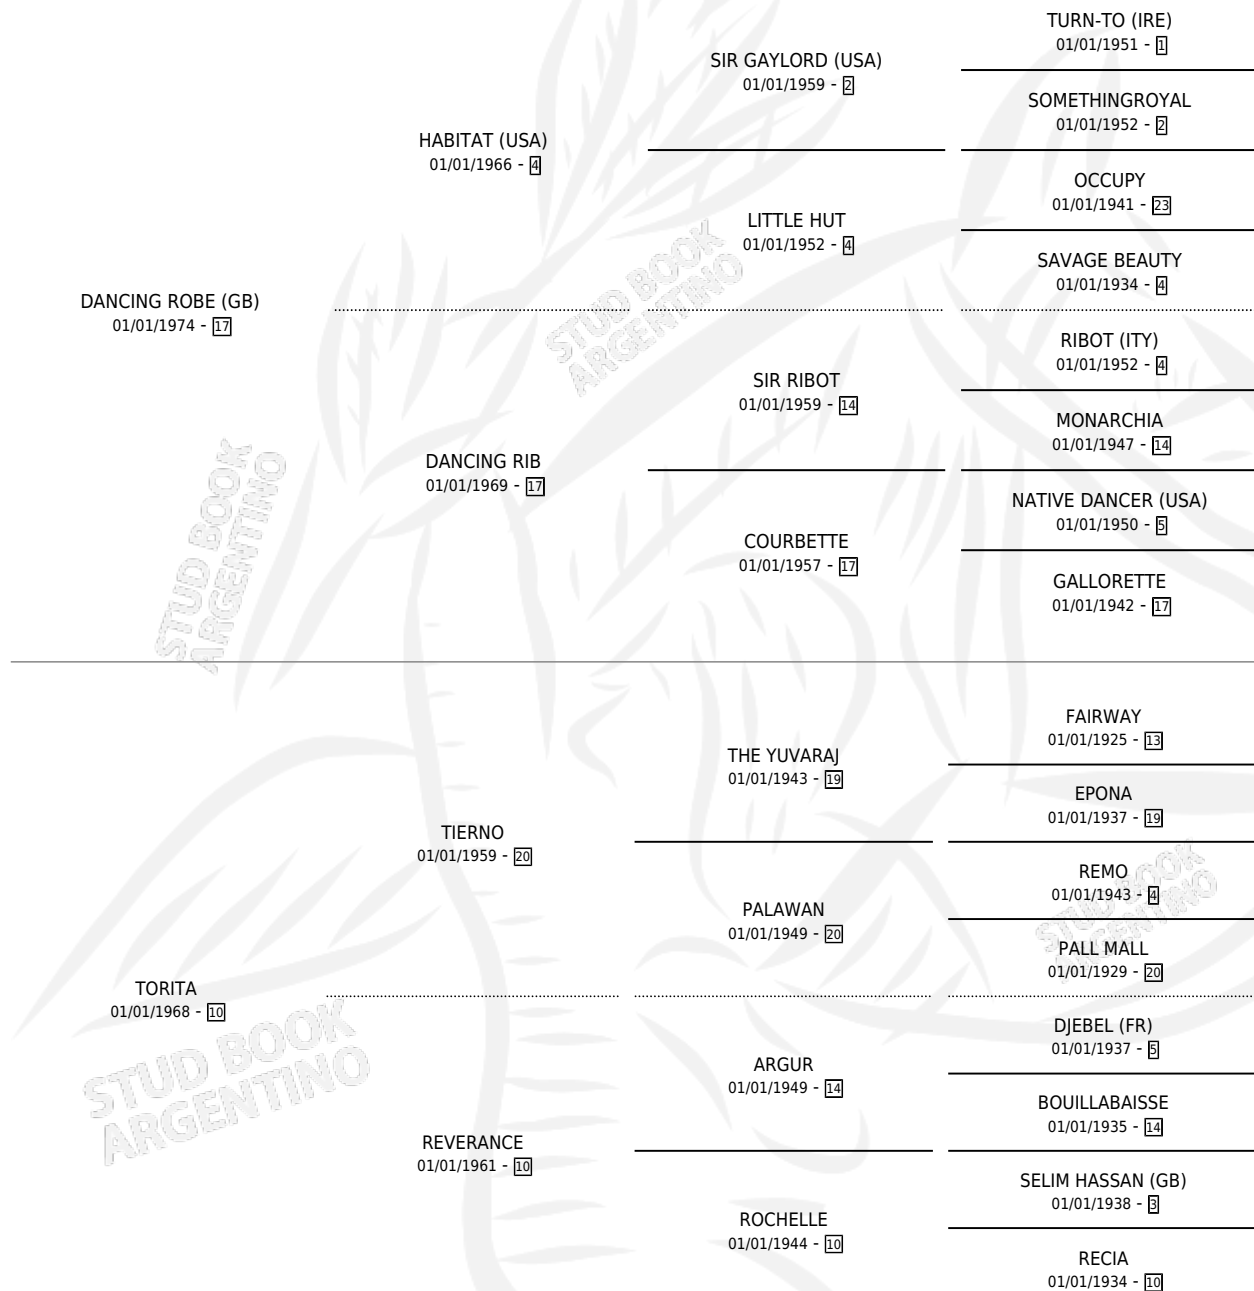 TURN-TO (IRE)
01/01/1951 - 1
SIR GAYLORD (USA)
01/01/1959 - 2
SOMETHINGROYAL
01/01/1952 - 2
HABITAT (USA)
01/01/1966 - 4
OCCUPY
01/01/1941 - 23
LITTLE HUT
01/01/1952 - 4
SAVAGE BEAUTY
01/01/1934 - 4
DANCING ROBE (GB)
01/01/1974 - 17
RIBOT (ITY)
01/01/1952 - 4
SIR RIBOT
01/01/1959 - 14
MONARCHIA
01/01/1947 - 14
DANCING RIB
01/01/1969 - 17
NATIVE DANCER (USA)
01/01/1950 - 5
COURBETTE
01/01/1957 - 17
GALLORETTE
01/01/1942 - 17
FAIRWAY
01/01/1925 - 13
THE YUVARAJ
01/01/1943 - 19
EPONA
01/01/1937 - 19
TIERNO
01/01/1959 - 20
REMO
01/01/1943 - 4
PALAWAN
01/01/1949 - 20
PALL MALL
01/01/1929 - 20
TORITA
01/01/1968 - 10
DJEBEL (FR)
01/01/1937 - 5
ARGUR
01/01/1949 - 14
BOUILLABAISSE
01/01/1935 - 14
REVERANCE
01/01/1961 - 10
SELIM HASSAN (GB)
01/01/1938 - 3
ROCHELLE
01/01/1944 - 10
RECIA
01/01/1934 - 10
STUD BOOK
ARGENTINO
STUD BOOK
ARGENTINO
STUD BOOK
ARGENTINO
STUD BOOK
ARGENTINO